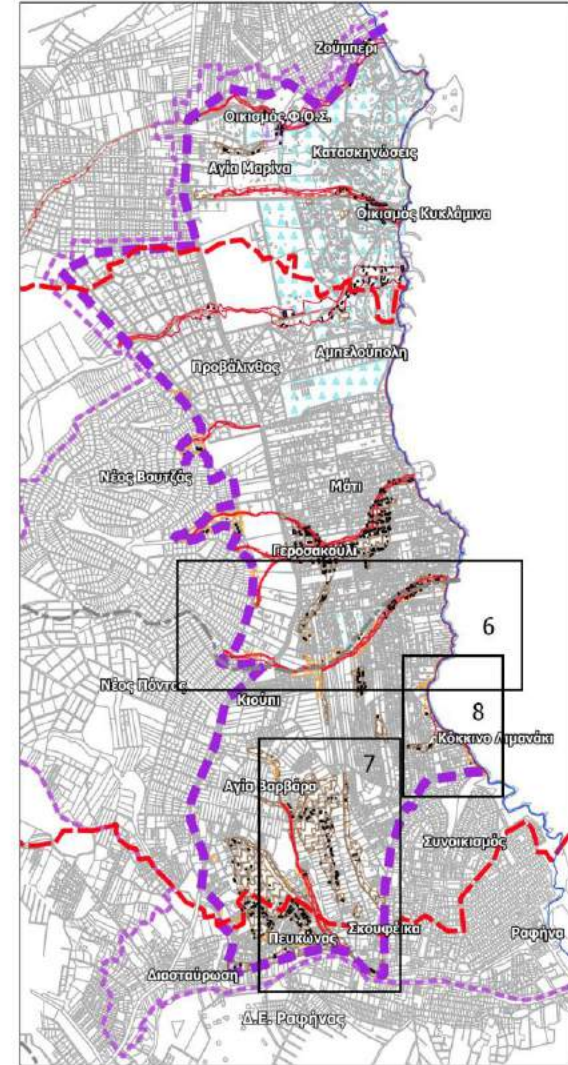 Ζούμπερι
Οικισμός Φ.Ο.Σ.
Κατασκηνώσεις
Αγία Μαρίνα
Οικισμός Κυκλάμινα
Αμπελούπολη
Προβάλινθος
Νέος Βουτζάς
Μάτι
Γεροσακούλι
6
Νέος Πόντος
Κιούπι
8
Κόκκινο Λιμανάκι
7
Αγία Βαρβάρα
Συνοικισμός
Σκουφέικα
Ραφήνα
Πευκώνας
Διασταύρωση
Δ.Ε. Ραφήνας